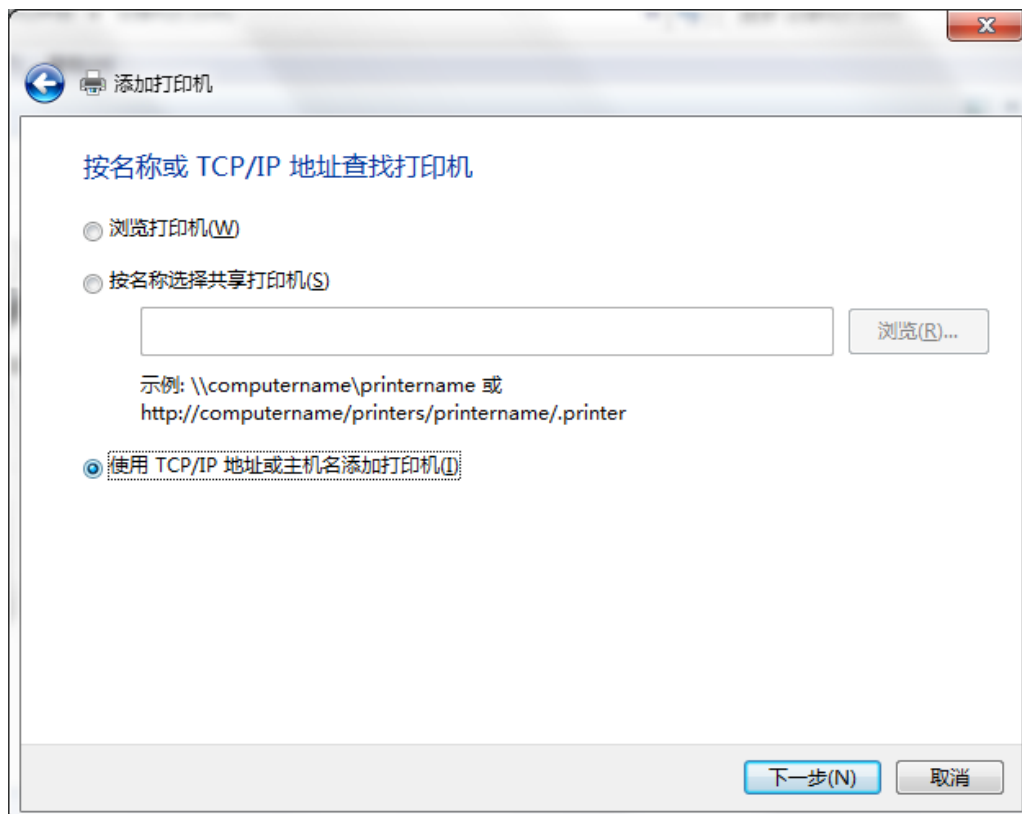 添加打印机
按名称或 TCP/IP 地址查找打印机
浏览打印机(W)
按名称选择共享打印机(S)
浏览(R)...
示例: \\computername\printername 或
http://computername/printers/printername/.printer
使用 TCP/IP 地址或主机名添加打印机(I)
下一步(N)
取消